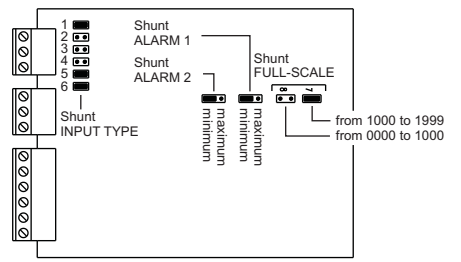 1
2
3
4
5
6
Shunt
INPUT TYPE
Shunt
ALARM 1
Shunt
ALARM 2
Shunt
FULL-SCALE
8
7
minimum
maximum
minimum
maximum
from 1000 to 1999
from 0000 to 1000